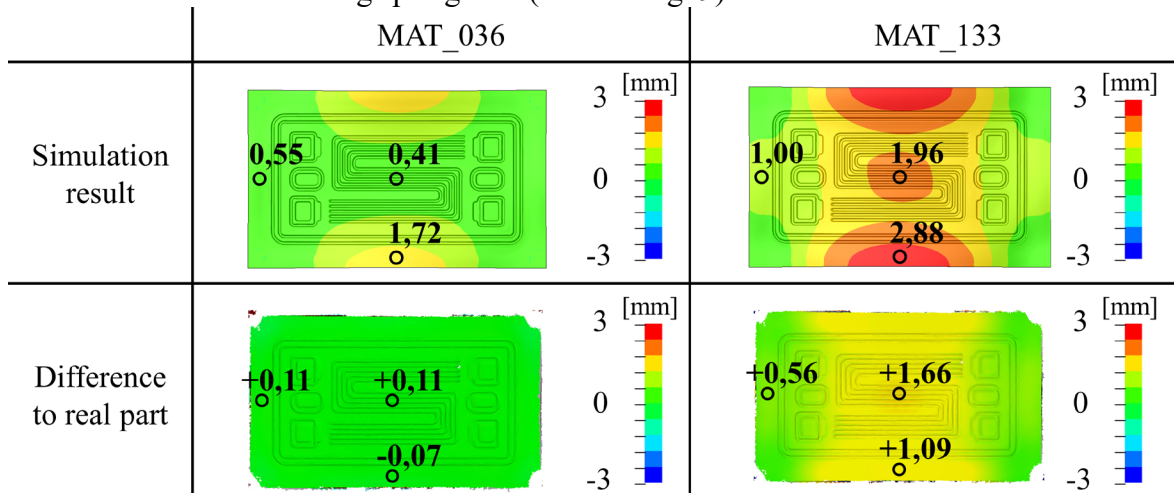 MAT_036 MAT_133
Simulation result
[mm]
3
0
-3
0,55 0,41
1,72
[mm]
3
0
-3
1,00 1,96
2,88
Difference to real part
[mm]
3
0
-3
+0,11 +0,11
-0,07
[mm]
3
0
-3
+0,56 +1,66
+1,09